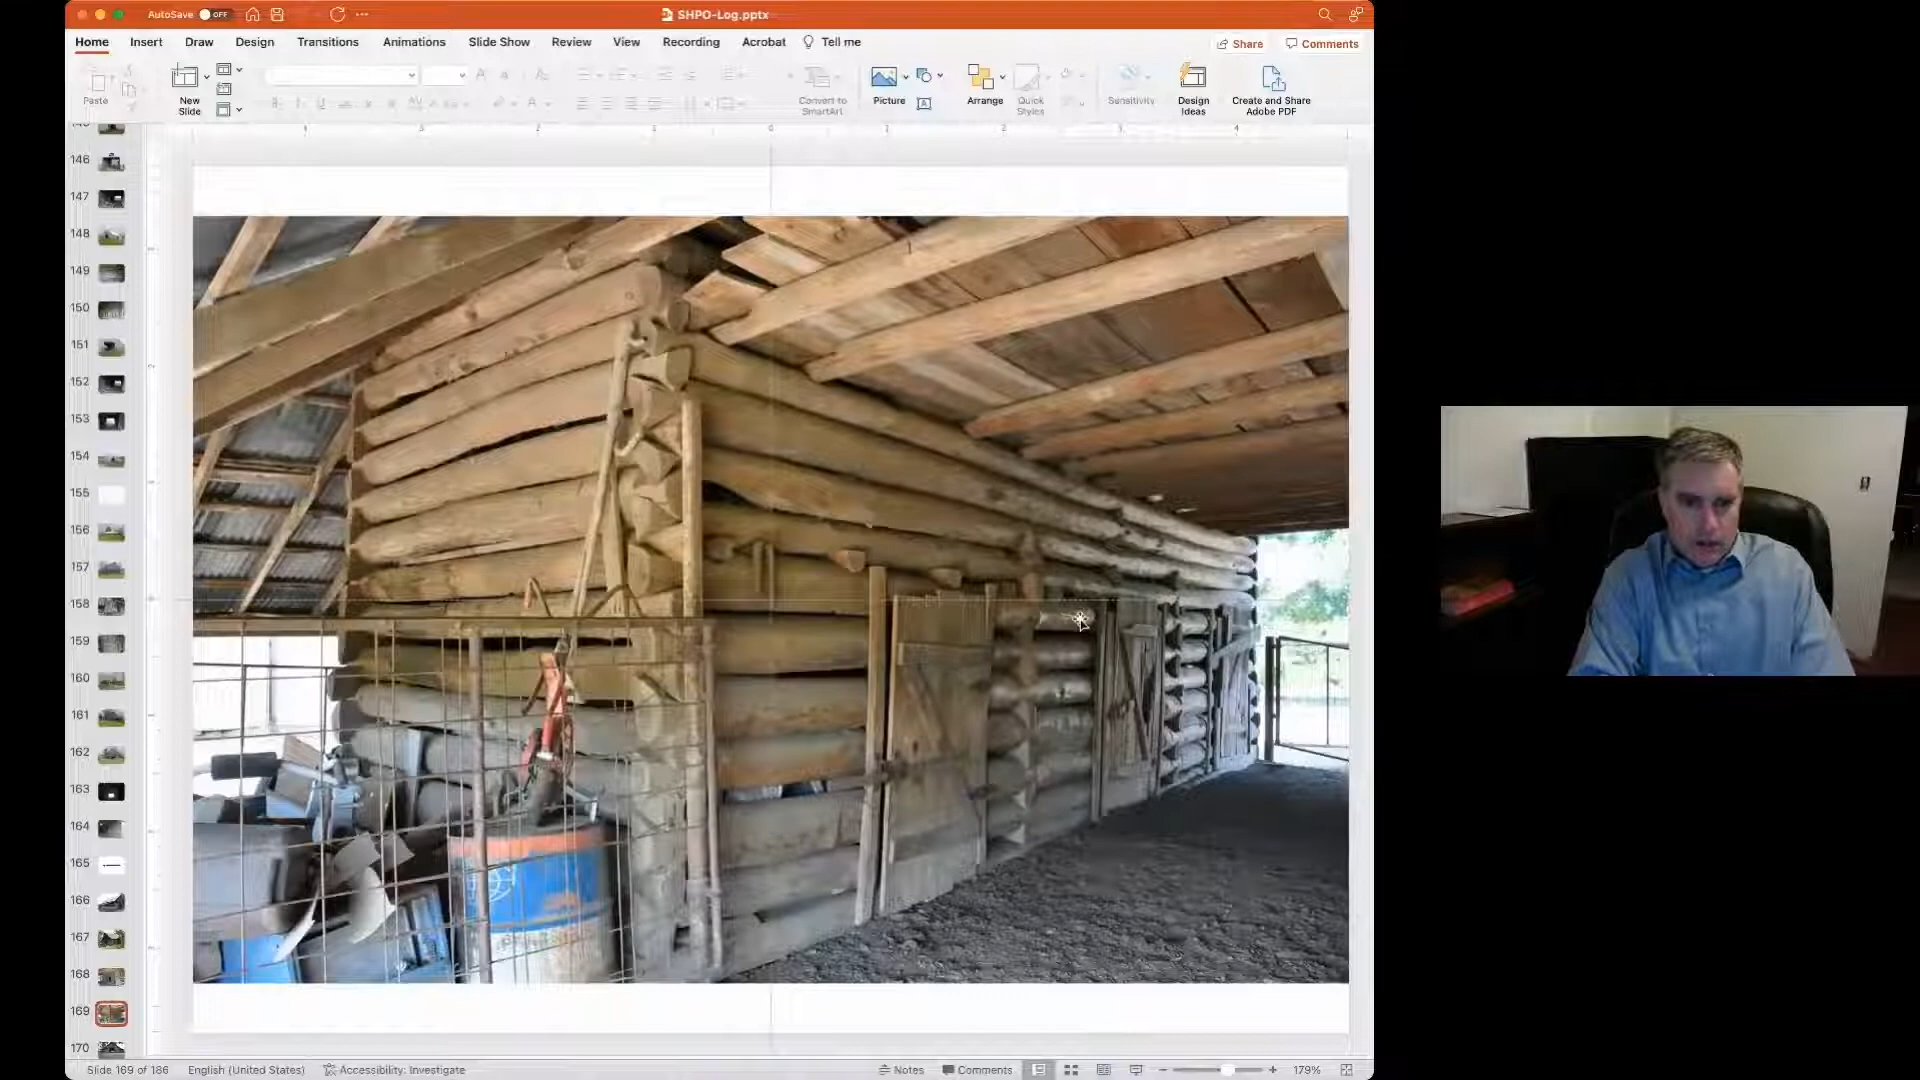 AutoSave OFF
SHPO-Log.pptx
Home Insert Draw Design Transitions Animations Slide Show Review View Recording Acrobat Tell me
Share Comments
Paste
New
Slide
Convert to
SmartArt
Picture
Arrange
Quick
Styles
Sensitivity
Design
Ideas
Create and Share
Adobe PDF
146
147
148
149
150
151
152
153
154
155
156
157
158
159
160
161
162
163
164
165
166
167
168
169
170
Slide 169 of 186 English (United States) Accessibility: Investigate Notes Comments 179%